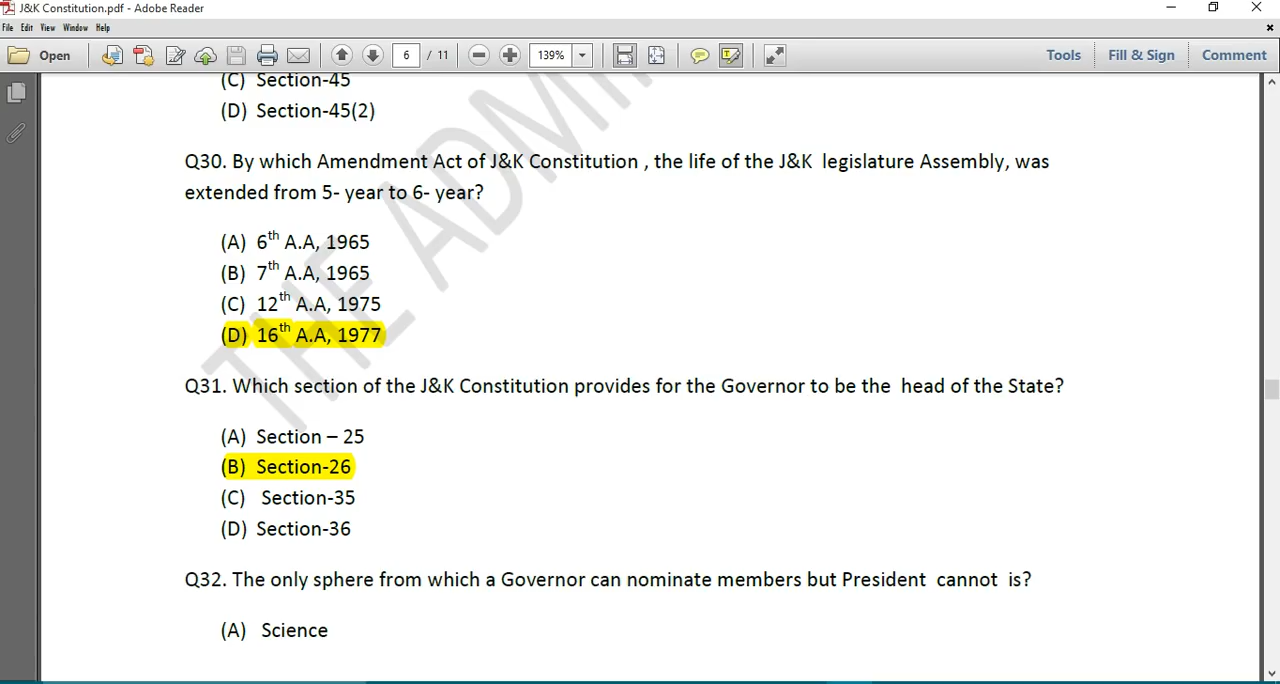 J&K Constitution.pdf - Adobe Reader
File Edit View Window Help
Open 6 / 11 139% Tools Fill & Sign Comment
(C) Section-45
(D) Section-45(2)
Q30. By which Amendment Act of J&K Constitution , the life of the J&K legislature Assembly, was
extended from 5- year to 6- year?
(A) 6th A.A, 1965
(B) 7th A.A, 1965
(C) 12th A.A, 1975
(D) 16th A.A, 1977
Q31. Which section of the J&K Constitution provides for the Governor to be the head of the State?
(A) Section – 25
(B) Section-26
(C) Section-35
(D) Section-36
Q32. The only sphere from which a Governor can nominate members but President cannot is?
(A) Science
THE